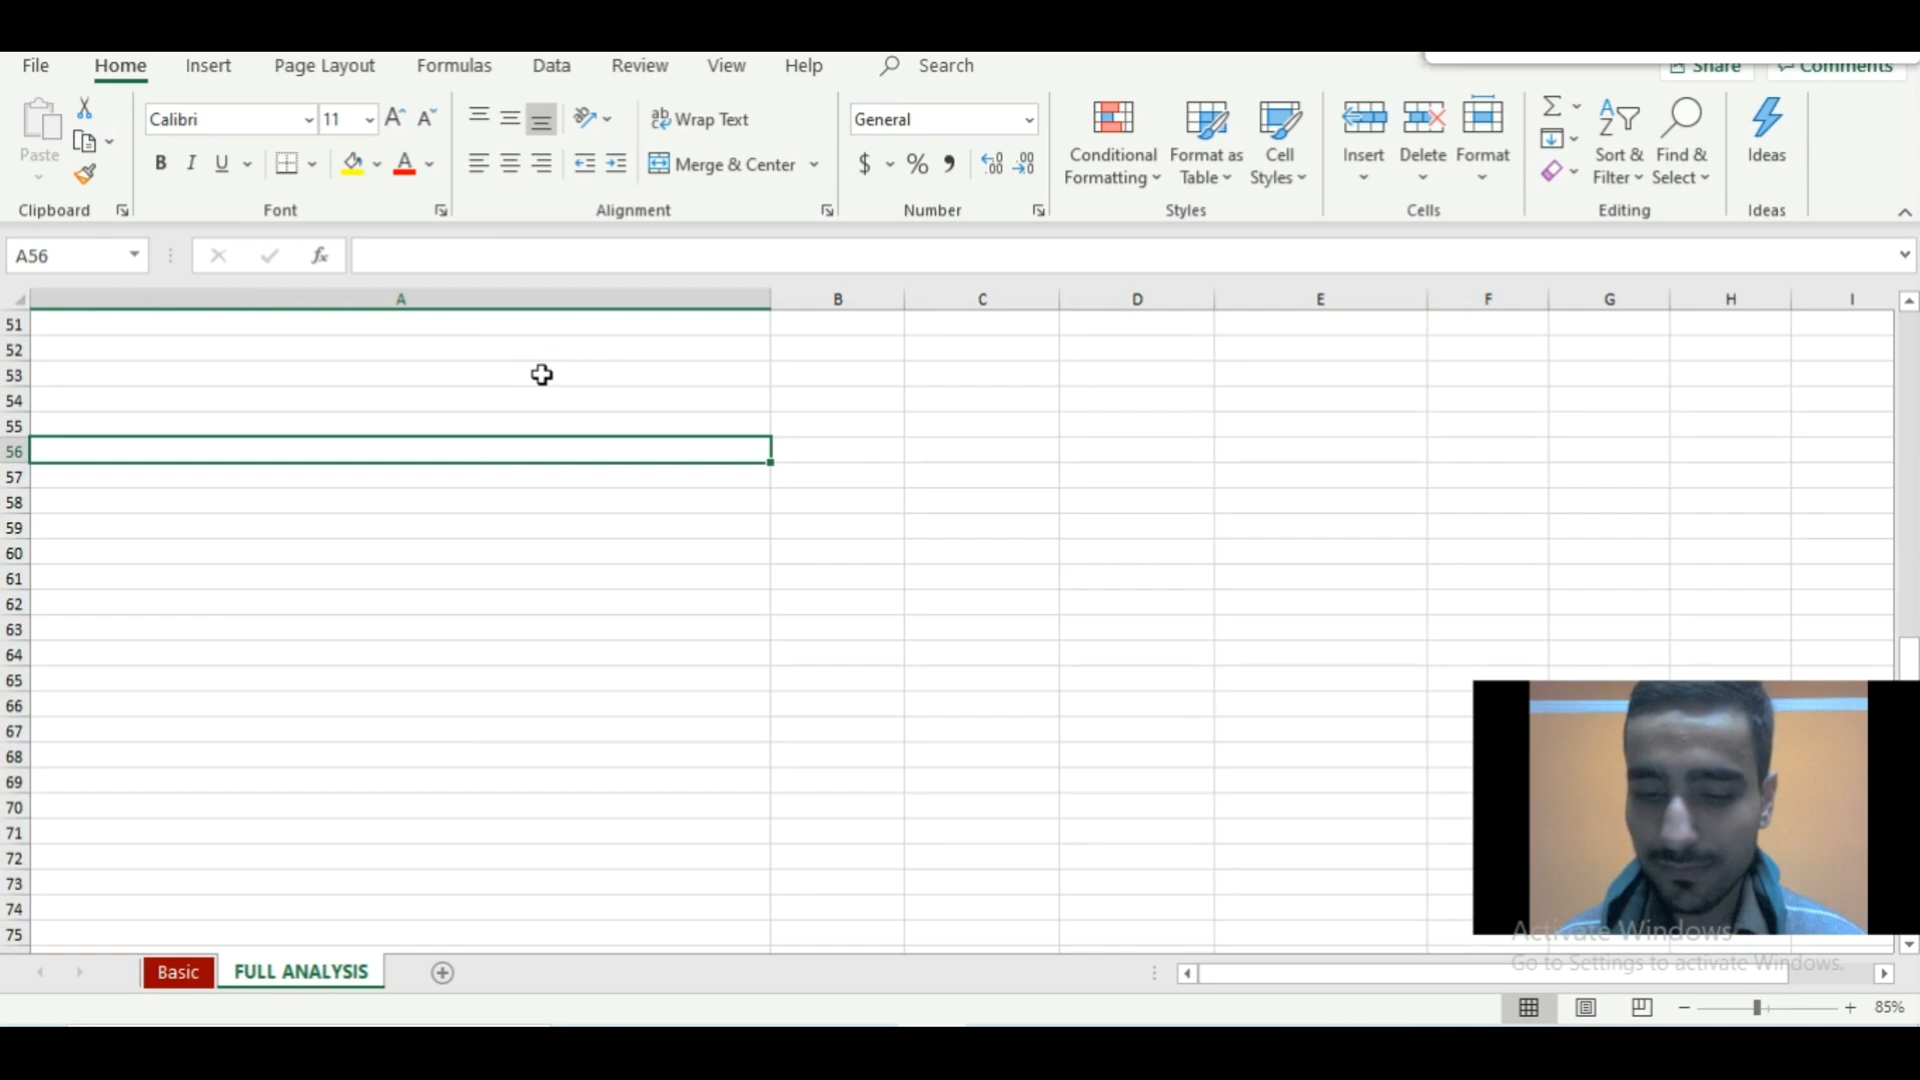 File Home Insert Page Layout Formulas Data Review View Help Search Share Comments
Calibri 11 ab Wrap Text General
Paste B I U A Merge & Center $ % Conditional Formatting Format as Table Cell Styles Insert Delete Format Sort & Filter Find & Select Ideas
Clipboard Font Alignment Number Styles Cells Editing Ideas
A56 fx
A B C D E F G H I
51
52
53
54
55
56
57
58
59
60
61
62
63
64
65
66
67
68
69
70
71
72
73
74
75
Activate Windows
Go to Settings to activate Windows.
Basic FULL ANALYSIS
85%